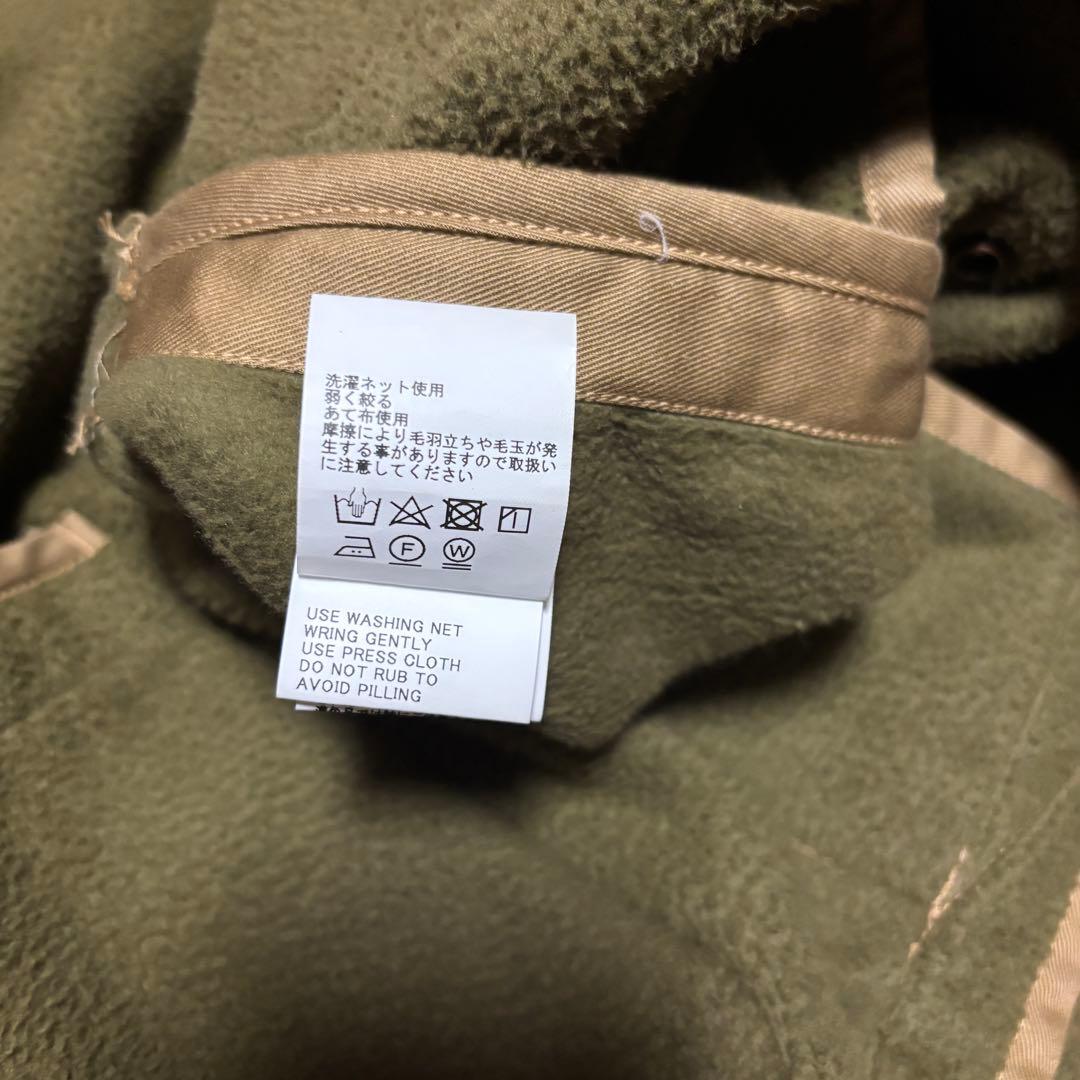 洗濯ネット使用
弱く絞る
あて布使用
摩擦により毛羽立ちや毛玉が発
生する事がありますので取扱い
に注意してください
F W
USE WASHING NET
WRING GENTLY
USE PRESS CLOTH
DO NOT RUB TO
AVOID PILLING